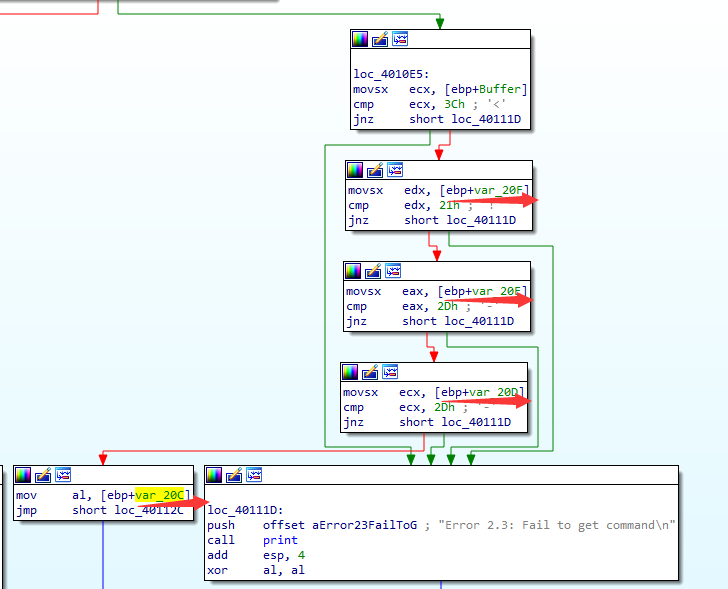 loc_4010E5:
movsx ecx, [ebp+Buffer]
cmp ecx, 3Ch ; '<'
jnz short loc_40111D
movsx edx, [ebp+var_20F]
cmp edx, 21h ; '!'
jnz short loc_40111D
movsx eax, [ebp+var_20E]
cmp eax, 2Dh ; '-'
jnz short loc_40111D
movsx ecx, [ebp+var_20D]
cmp ecx, 2Dh ; '-'
jnz short loc_40111D
mov al, [ebp+var_20C]
jmp short loc_40112C
loc_40111D:
push offset aError23FailToG ; "Error 2.3: Fail to get command\n"
call print
add esp, 4
xor al, al